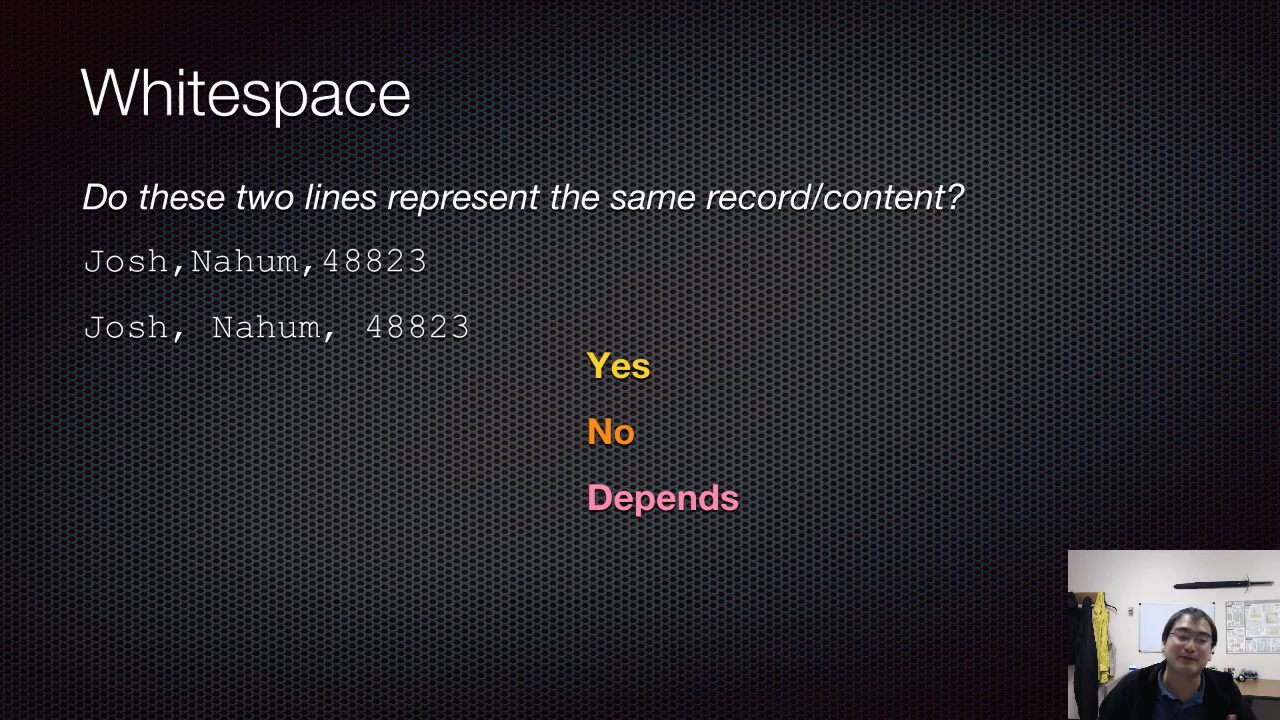 Whitespace
Do these two lines represent the same record/content?
Josh,Nahum,48823
Josh, Nahum, 48823
Yes
No
Depends